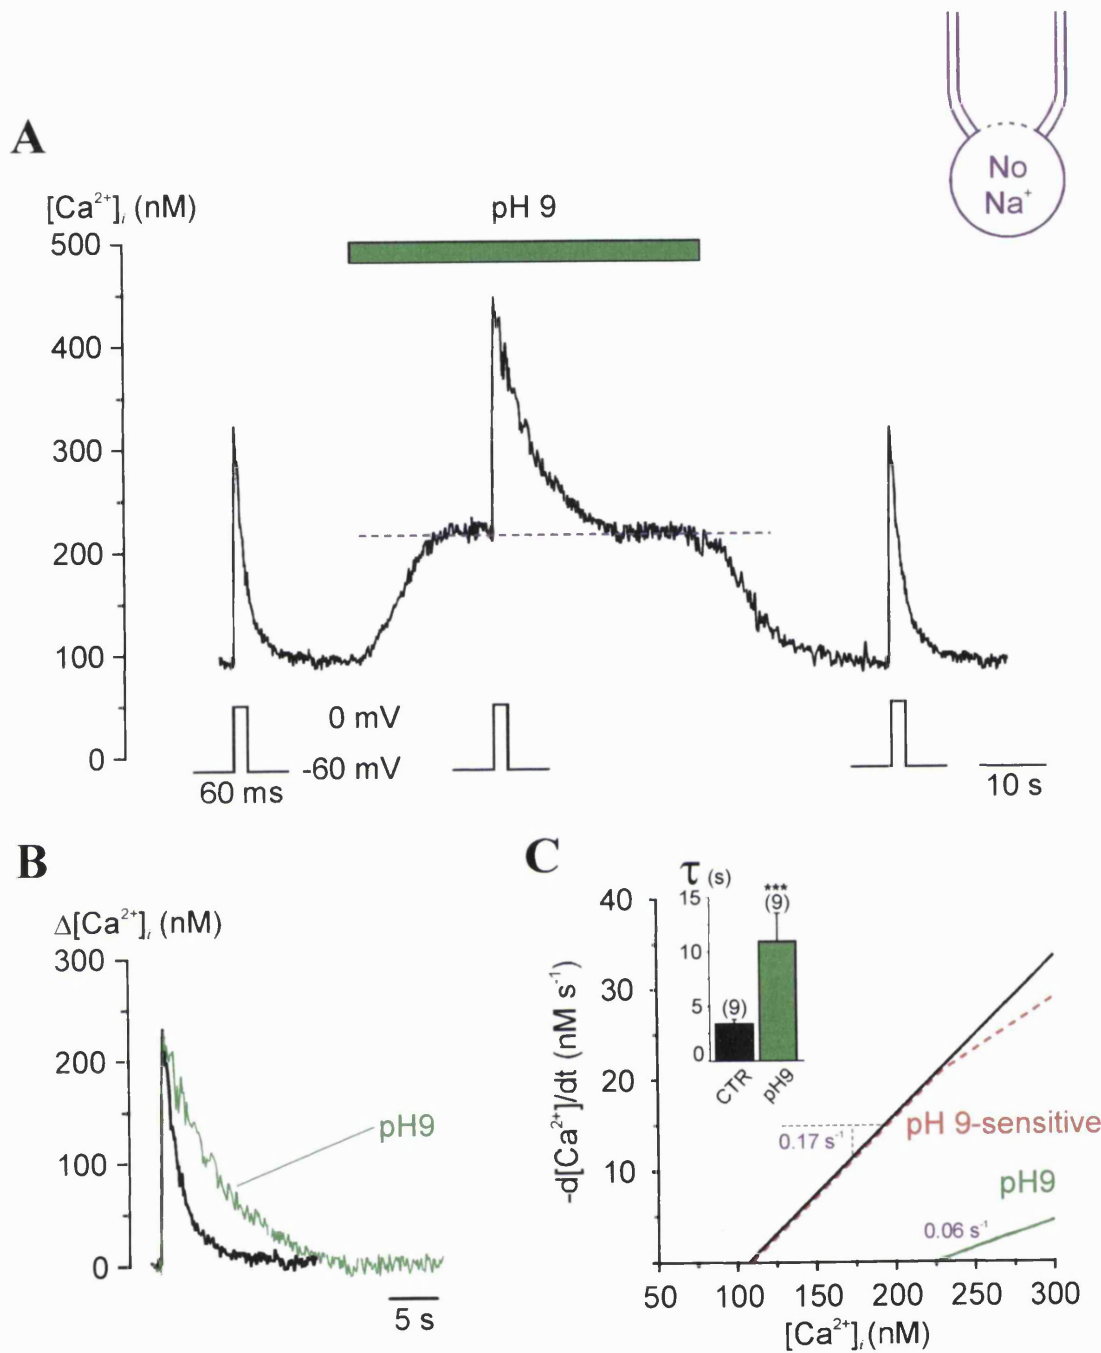 No
Na⁺
A
[Ca²⁺]ᵢ (nM)
pH 9
500
400
300
200
100
0
0 mV
-60 mV
60 ms
10 s
B
Δ[Ca²⁺]ᵢ (nM)
300
200
100
0
pH9
5 s
C
τ (s)
15
10
5
0
(9)
***
(9)
CTR
pH9
-d[Ca²⁺]/dt (nM s⁻¹)
40
30
20
10
0.17 s⁻¹
pH 9-sensitive
pH9
0.06 s⁻¹
50 100 150 200 250 300
[Ca²⁺]ᵢ (nM)